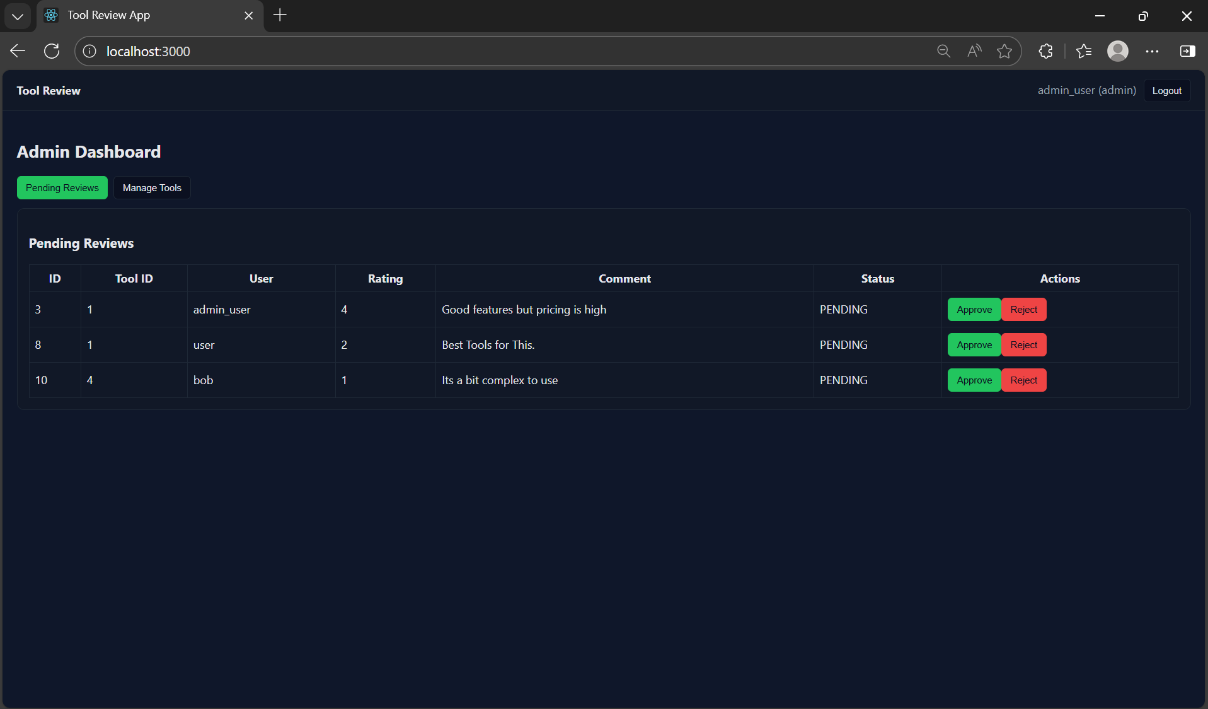 Tool Review App
localhost:3000
Tool Review admin_user (admin) Logout
Admin Dashboard
Pending Reviews Manage Tools
Pending Reviews
ID Tool ID User Rating Comment Status Actions
3 1 admin_user 4 Good features but pricing is high PENDING Approve Reject
8 1 user 2 Best Tools for This. PENDING Approve Reject
10 4 bob 1 Its a bit complex to use PENDING Approve Reject